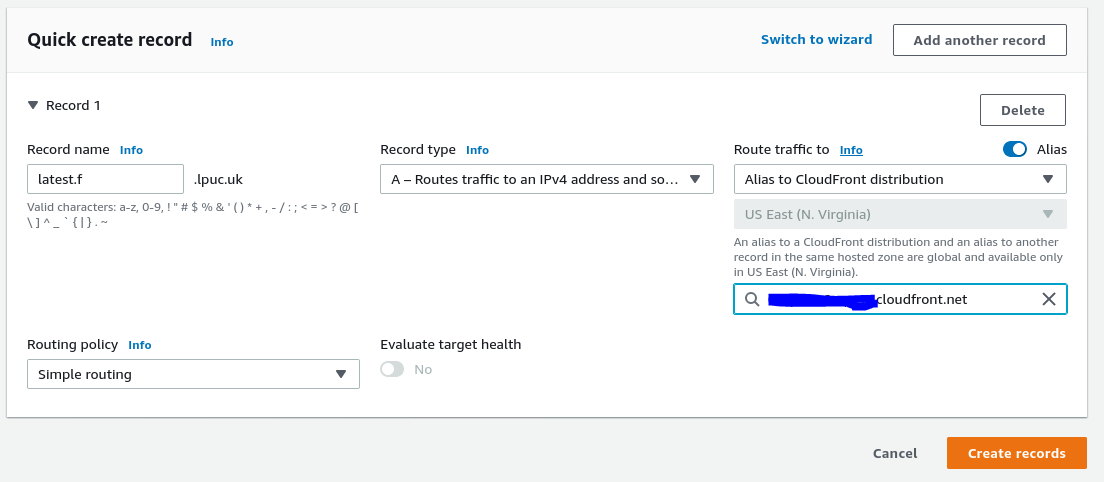 Quick create record Info Switch to wizard Add another record
Record 1
Delete
Record name Info Record type Info Route traffic to Info Alias
latest.f .lpuc.uk A – Routes traffic to an IPv4 address and so... Alias to CloudFront distribution
Valid characters: a-z, 0-9, ! " # $ % & ' ( ) * + , - / : ; < = > ? @ [
\ ] ^ _ ` { | } . ~
US East (N. Virginia)
An alias to a CloudFront distribution and an alias to another
record in the same hosted zone are global and available only
in US East (N. Virginia).
cloudfront.net
Routing policy Info Evaluate target health
Simple routing No
Cancel Create records